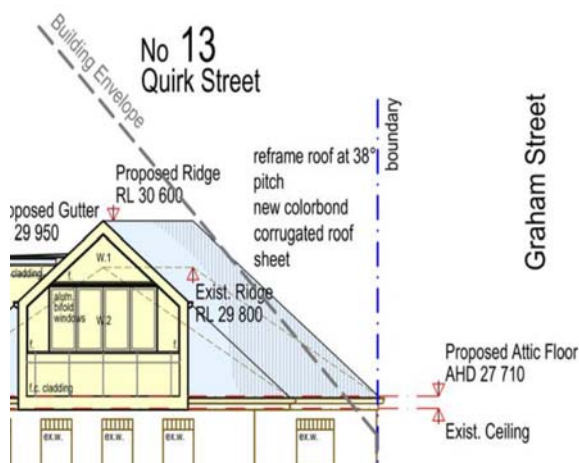 Building Envelope
No 13
Quirk Street
boundary
Graham Street
reframe roof at 38°
pitch
new colorbond
corrugated roof
sheet
Proposed Ridge
RL 30 600
oposed Gutter
29 950
cladding
f.
W.1
Exist. Ridge
RL 29 800
alum.
bifold
windows
W.2
f.
f.
f.c. cladding
Proposed Attic Floor
AHD 27 710
Exist. Ceiling
ex.w.
ex.w.
ex.w.
ex.w.